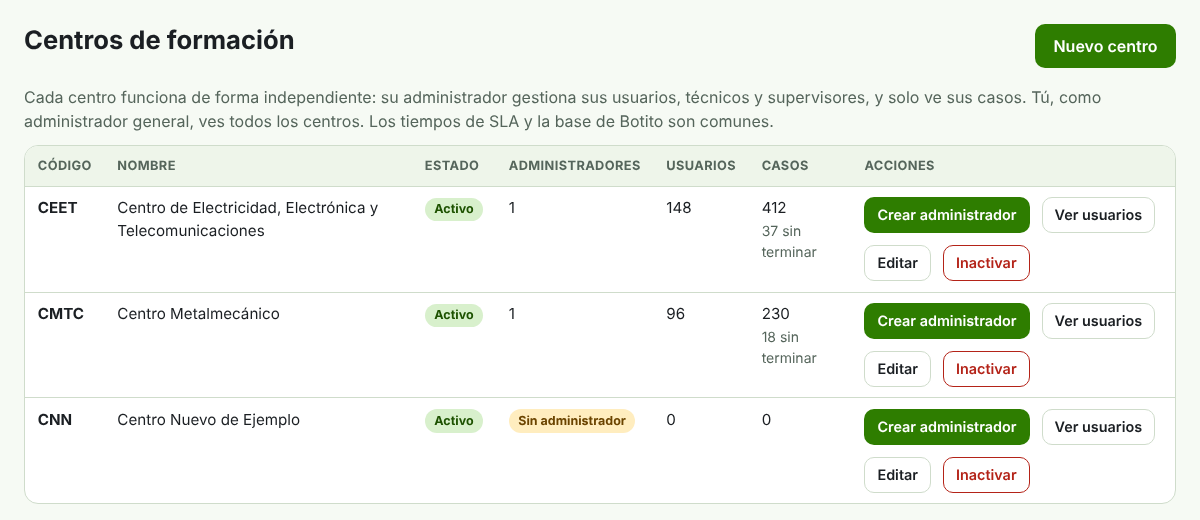 Centros de formación
Nuevo centro
Cada centro funciona de forma independiente: su administrador gestiona sus usuarios, técnicos y supervisores, y solo ve sus casos. Tú, como
administrador general, ves todos los centros. Los tiempos de SLA y la base de Botito son comunes.
CÓDIGO NOMBRE ESTADO ADMINISTRADORES USUARIOS CASOS ACCIONES
CEET Centro de Electricidad, Electrónica y Activo 1 148 412 Crear administrador Ver usuarios
Telecomunicaciones 37 sin
terminar
Editar Inactivar
CMTC Centro Metalmecánico Activo 1 96 230 Crear administrador Ver usuarios
18 sin
terminar
Editar Inactivar
CNN Centro Nuevo de Ejemplo Activo Sin administrador 0 0 Crear administrador Ver usuarios
Editar Inactivar